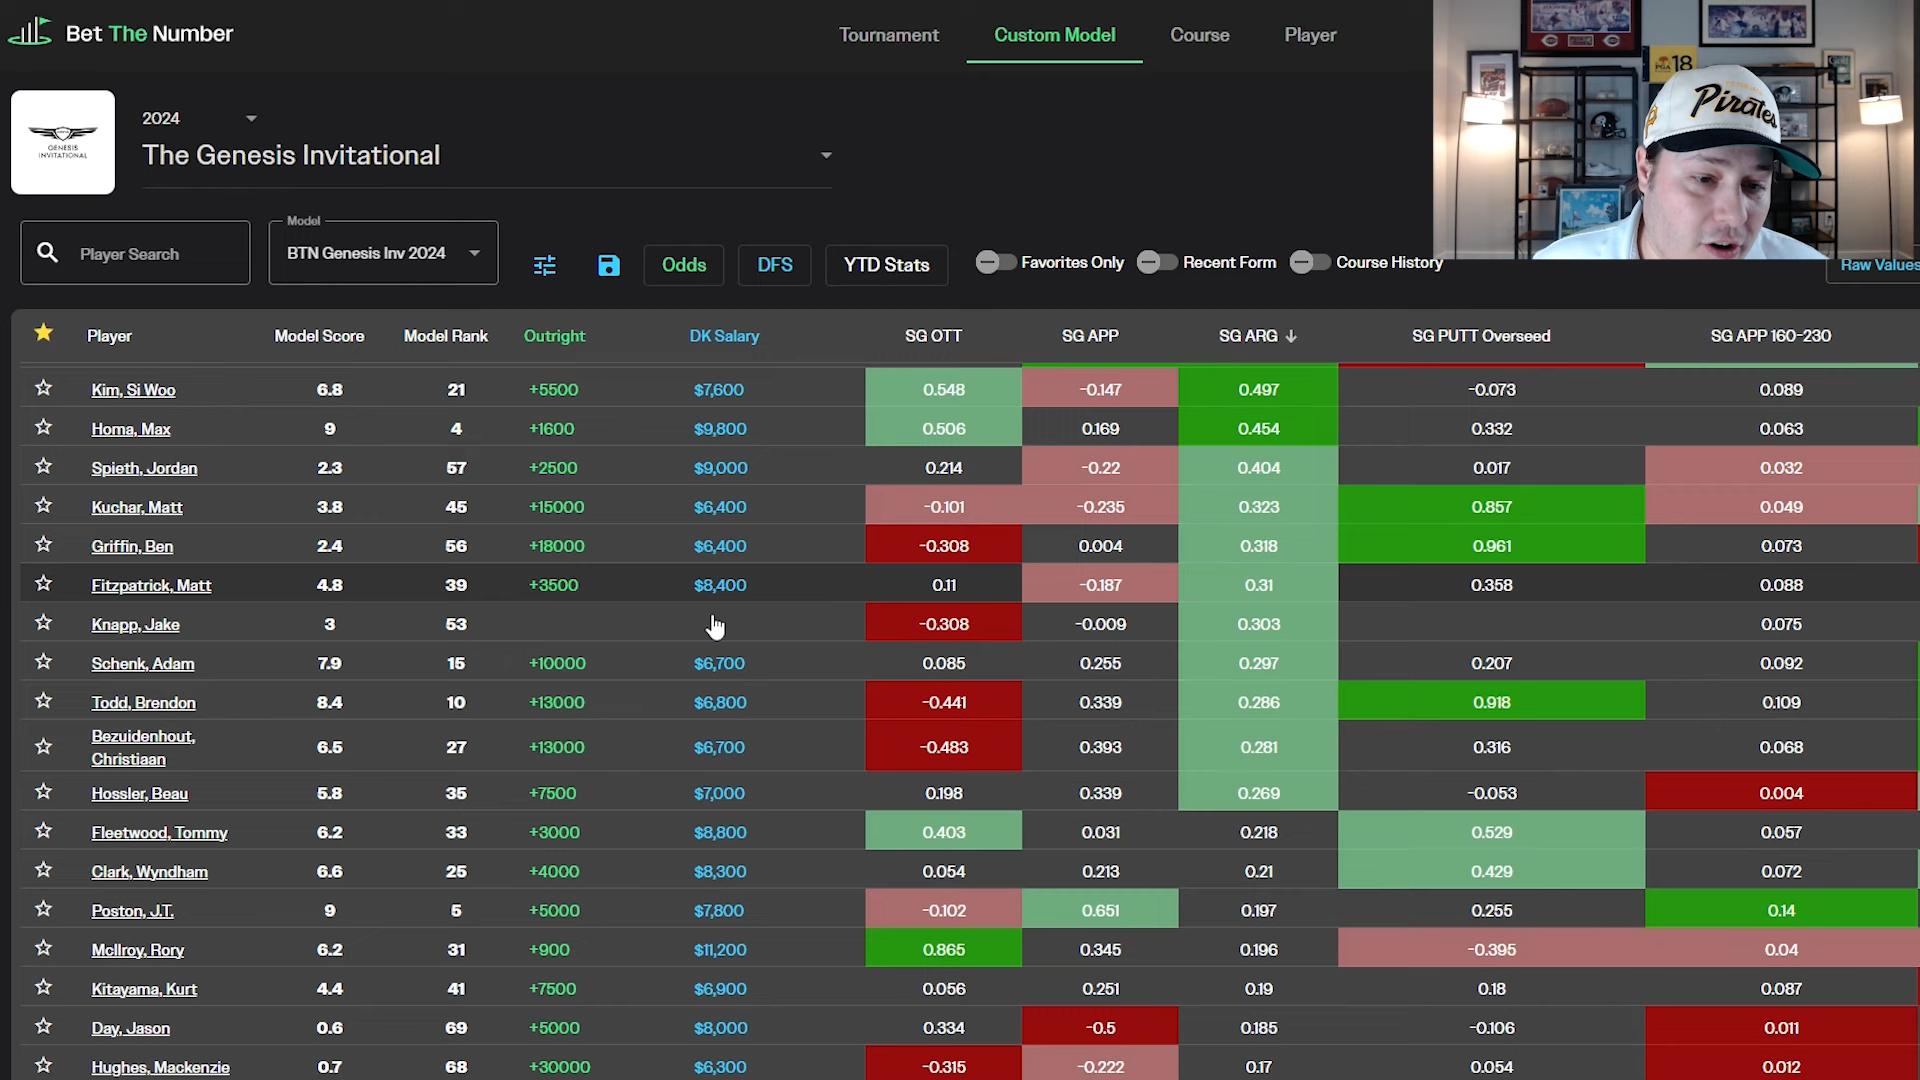 Bet The Number
Tournament
Custom Model
Course
Player
PGA 18
Pirates
GENESIS
INVITATIONAL
2024
The Genesis Invitational
Player Search
Model
BTN Genesis Inv 2024
Odds
DFS
YTD Stats
Favorites Only
Recent Form
Course History
Raw Values
Player Model Score Model Rank Outright DK Salary SG OTT SG APP SG ARG SG PUTT Overseed SG APP 160-230
Kim, Si Woo 6.8 21 +5500 $7,600 0.548 -0.147 0.497 -0.073 0.089
Homa, Max 9 4 +1600 $9,800 0.506 0.169 0.454 0.332 0.063
Spieth, Jordan 2.3 57 +2500 $9,000 0.214 -0.22 0.404 0.017 0.032
Kuchar, Matt 3.8 45 +15000 $6,400 -0.101 -0.235 0.323 0.857 0.049
Griffin, Ben 2.4 56 +18000 $6,400 -0.308 0.004 0.318 0.961 0.073
Fitzpatrick, Matt 4.8 39 +3500 $8,400 0.11 -0.187 0.31 0.358 0.088
Knapp, Jake 3 53 -0.308 -0.009 0.303 0.075
Schenk, Adam 7.9 15 +10000 $6,700 0.085 0.255 0.297 0.207 0.092
Todd, Brendon 8.4 10 +13000 $6,800 -0.441 0.339 0.286 0.918 0.109
Bezuidenhout,
Christiaan 6.5 27 +13000 $6,700 -0.483 0.393 0.281 0.316 0.068
Hossler, Beau 5.8 35 +7500 $7,000 0.198 0.339 0.269 -0.053 0.004
Fleetwood, Tommy 6.2 33 +3000 $8,800 0.403 0.031 0.218 0.529 0.057
Clark, Wyndham 6.6 25 +4000 $8,300 0.054 0.213 0.21 0.429 0.072
Poston, J.T. 9 5 +5000 $7,800 -0.102 0.651 0.197 0.255 0.14
McIlroy, Rory 6.2 31 +900 $11,200 0.865 0.345 0.196 -0.395 0.04
Kitayama, Kurt 4.4 41 +7500 $6,900 0.056 0.251 0.19 0.18 0.087
Day, Jason 0.6 69 +5000 $8,000 0.334 -0.5 0.185 -0.106 0.011
Hughes, Mackenzie 0.7 68 +30000 $6,300 -0.315 -0.222 0.17 0.054 0.012